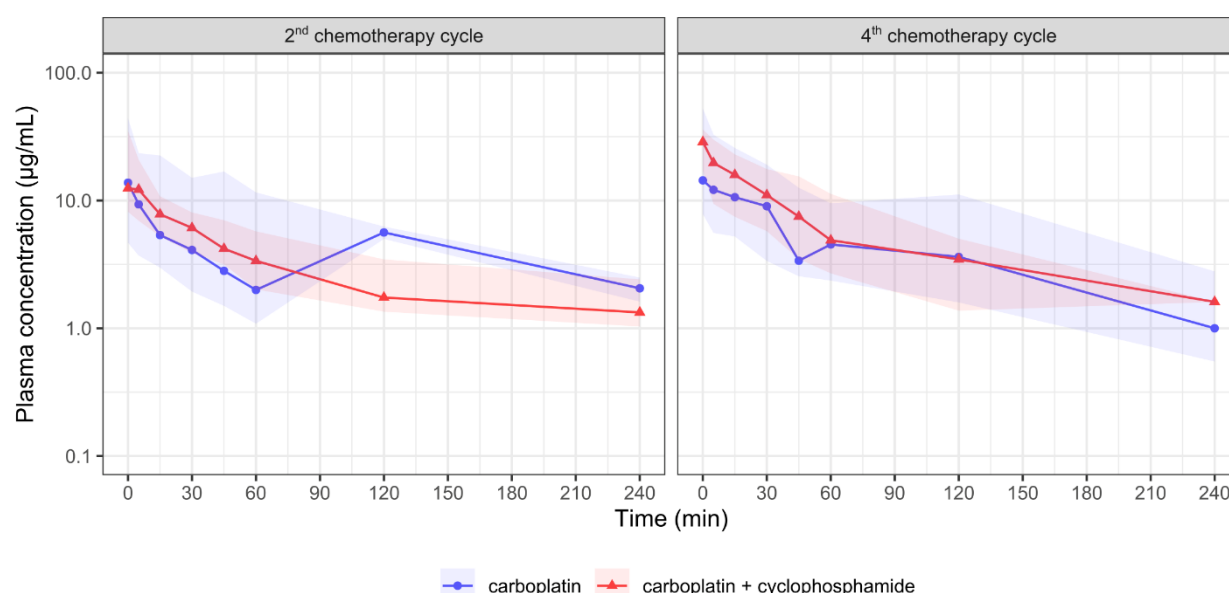 2nd chemotherapy cycle
4th chemotherapy cycle
Plasma concentration (µg/mL)
100.0
10.0
1.0
0.1
0 30 60 90 120 150 180 210 240
0 30 60 90 120 150 180 210 240
Time (min)
carboplatin carboplatin + cyclophosphamide